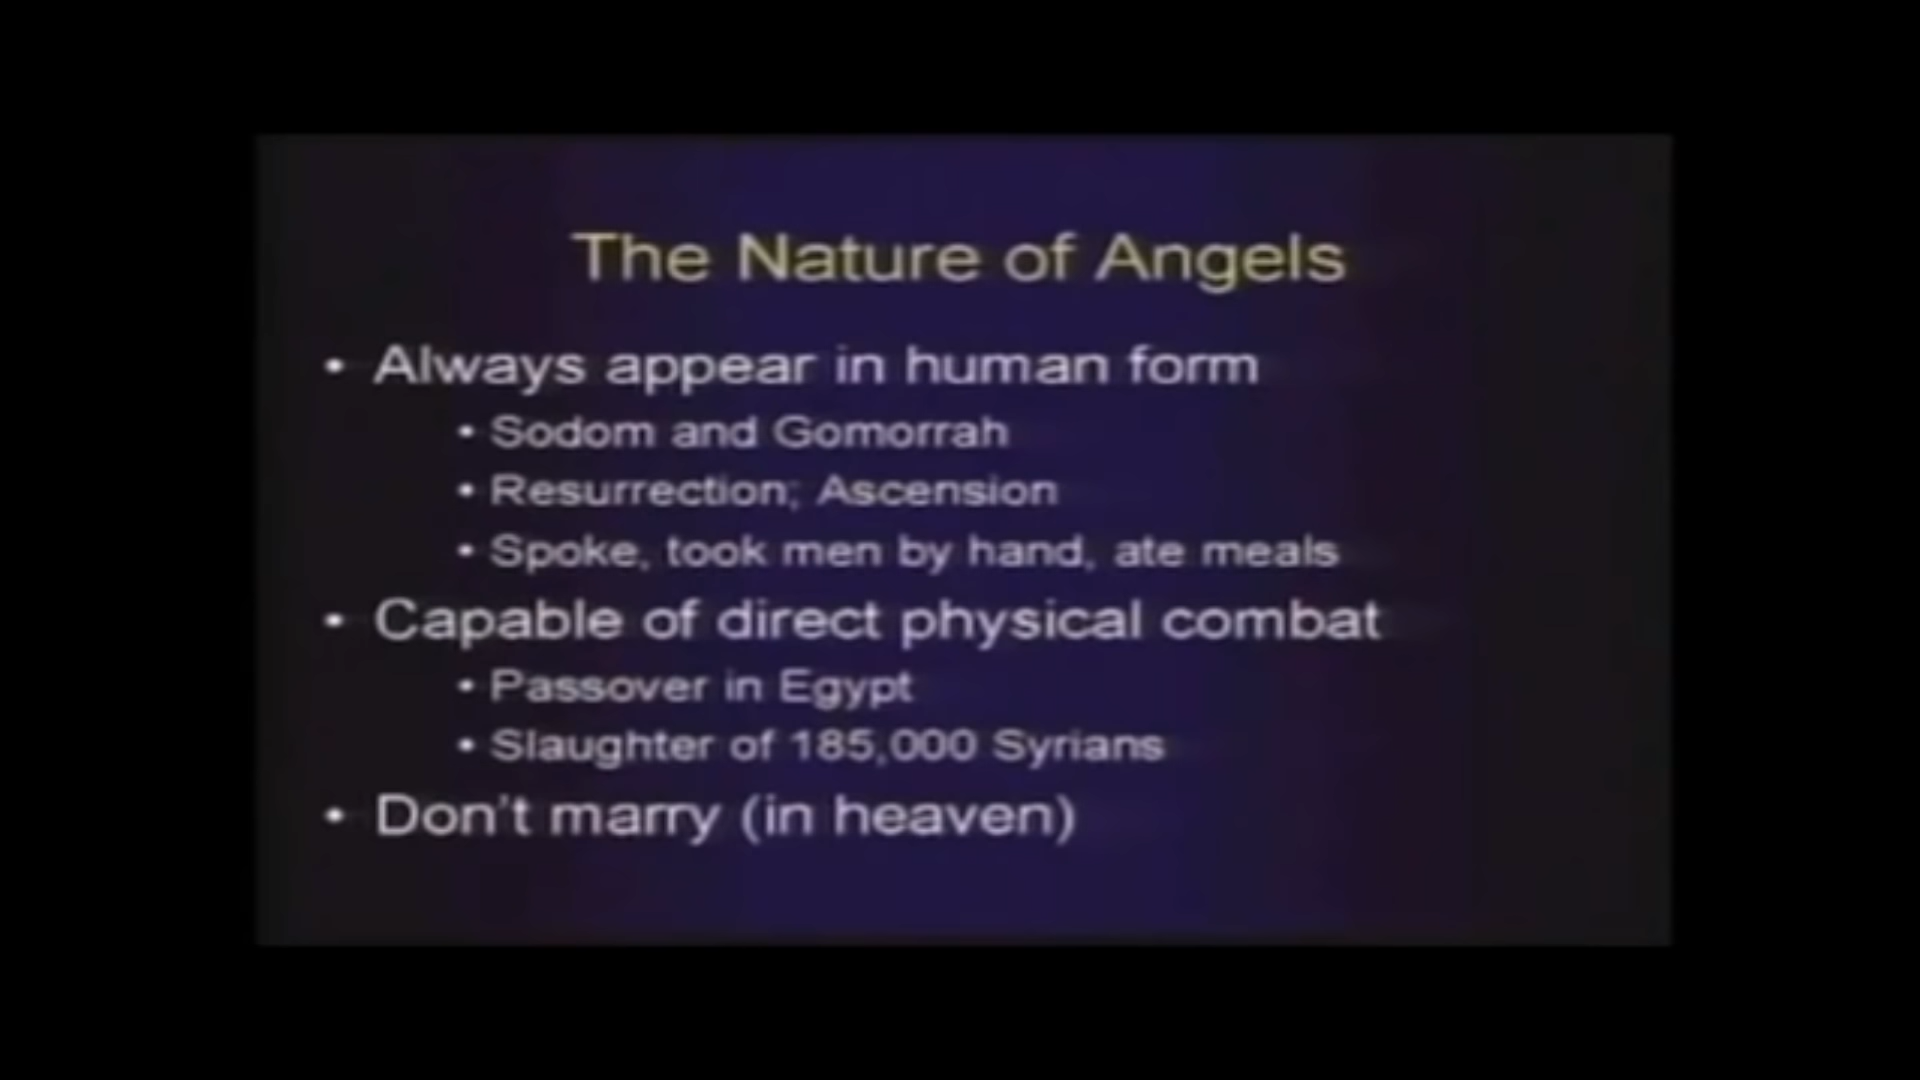 The Nature of Angels
• Always appear in human form
• Sodom and Gomorrah
• Resurrection; Ascension
• Spoke, took men by hand, ate meals
• Capable of direct physical combat
• Passover in Egypt
• Slaughter of 185,000 Syrians
• Don't marry (in heaven)